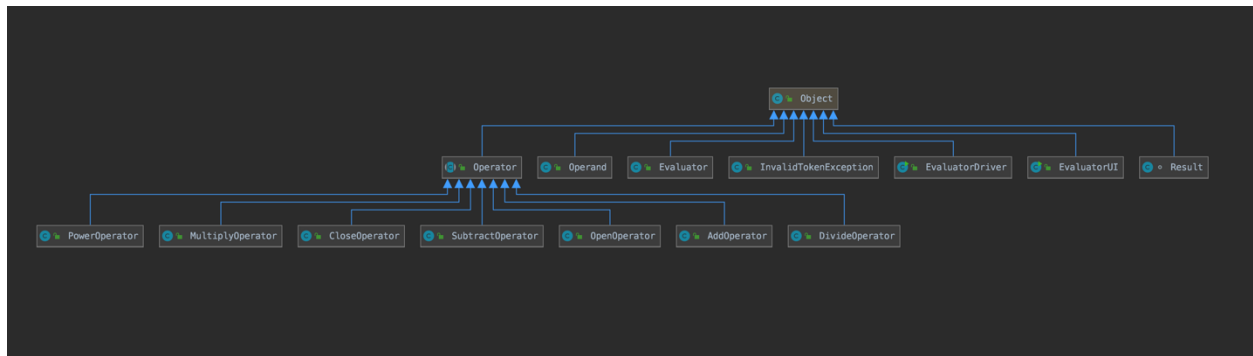 Object
Operator Operand Evaluator InvalidTokenException EvaluatorDriver EvaluatorUI Result
PowerOperator MultiplyOperator CloseOperator SubtractOperator OpenOperator AddOperator DivideOperator